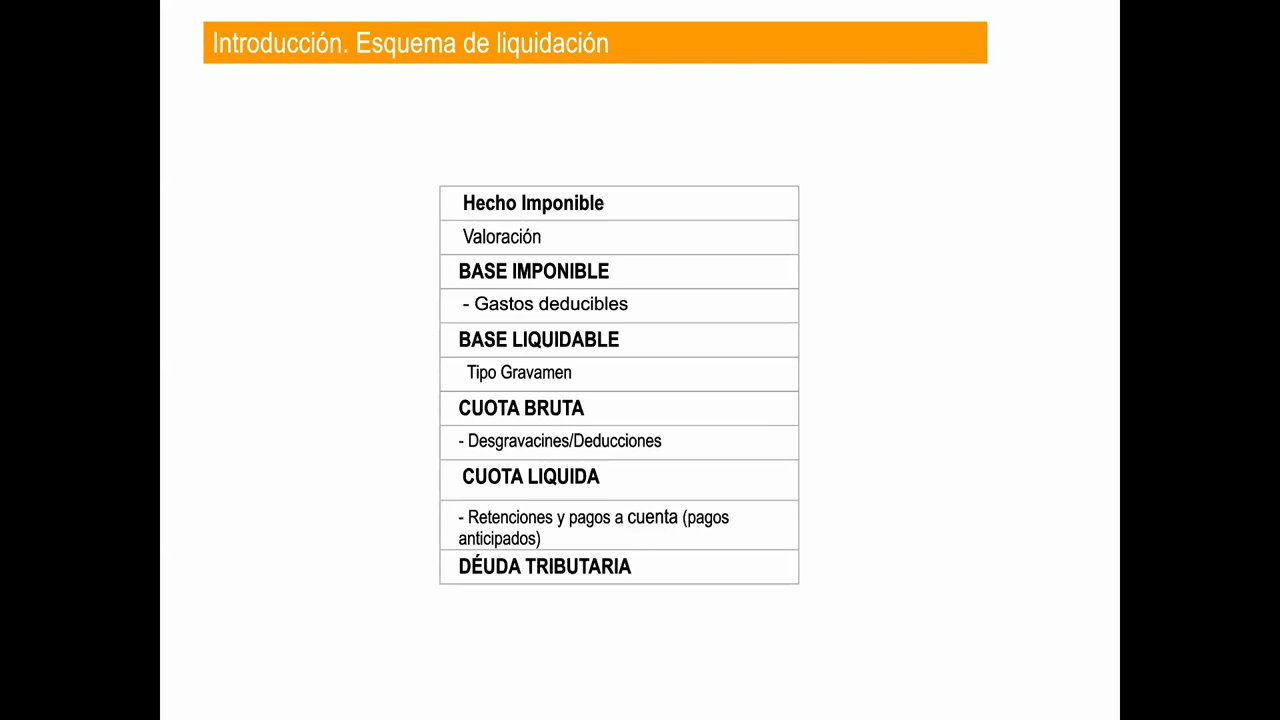 Introducción. Esquema de liquidación
Hecho Imponible
Valoración
BASE IMPONIBLE
- Gastos deducibles
BASE LIQUIDABLE
Tipo Gravamen
CUOTA BRUTA
- Desgravacines/Deducciones
CUOTA LIQUIDA
- Retenciones y pagos a cuenta (pagos
anticipados)
DÉUDA TRIBUTARIA